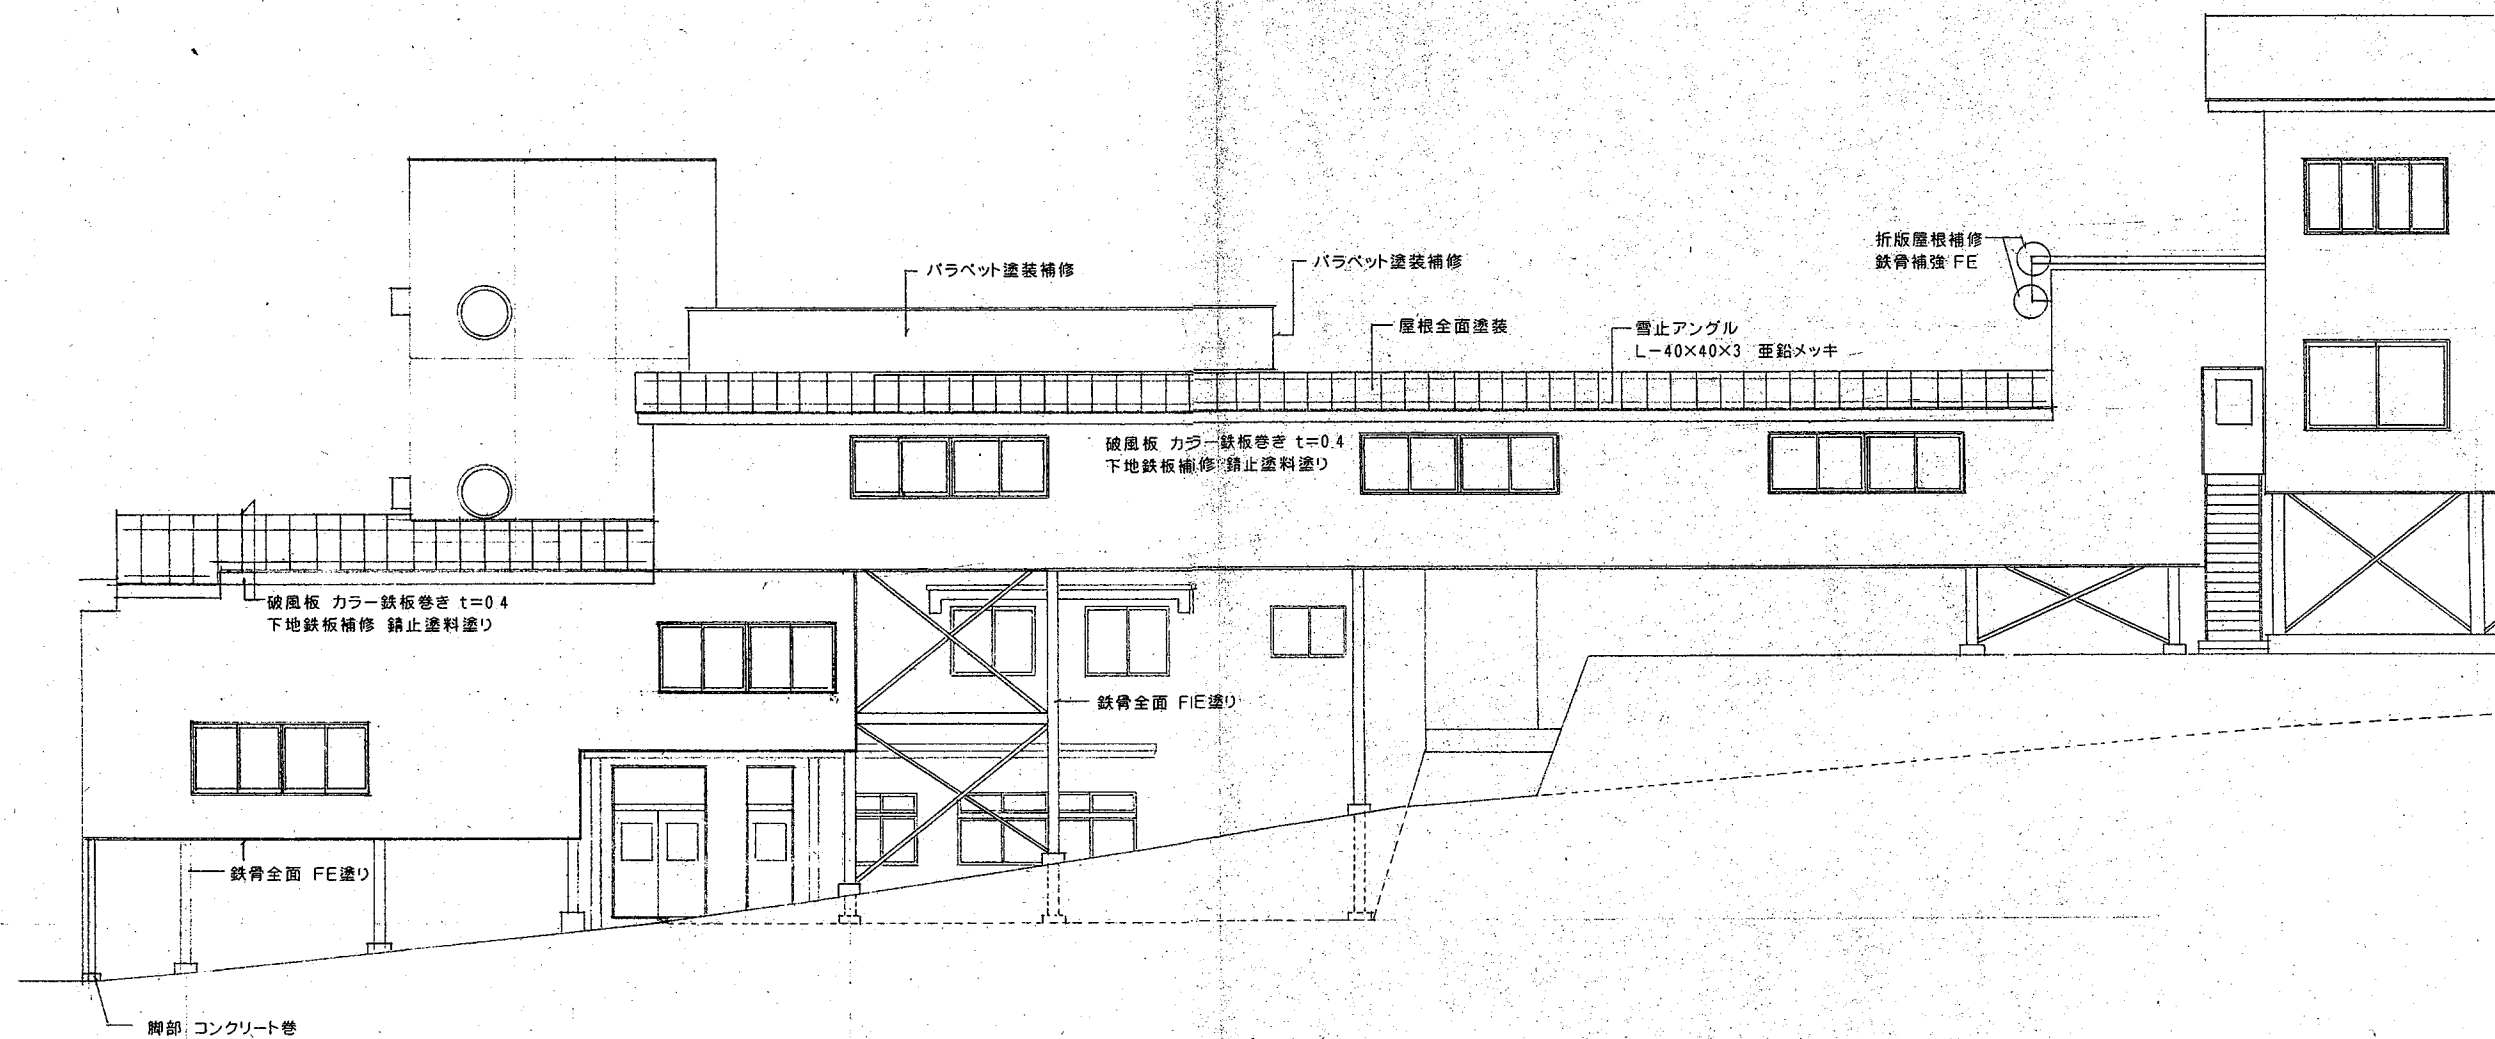 パラペット塗装補修
パラペット塗装補修
折版屋根補修
鉄骨補強 FE
屋根全面塗装
雪止アングル
L-40×40×3 亜鉛メッキ
破風板 カラー鉄板巻き t=0.4
下地鉄板補修 錆止塗料塗り
破風板 カラー鉄板巻き t=0.4
下地鉄板補修 錆止塗料塗り
鉄骨全面 FE塗り
鉄骨全面 FE塗り
脚部 コンクリート巻